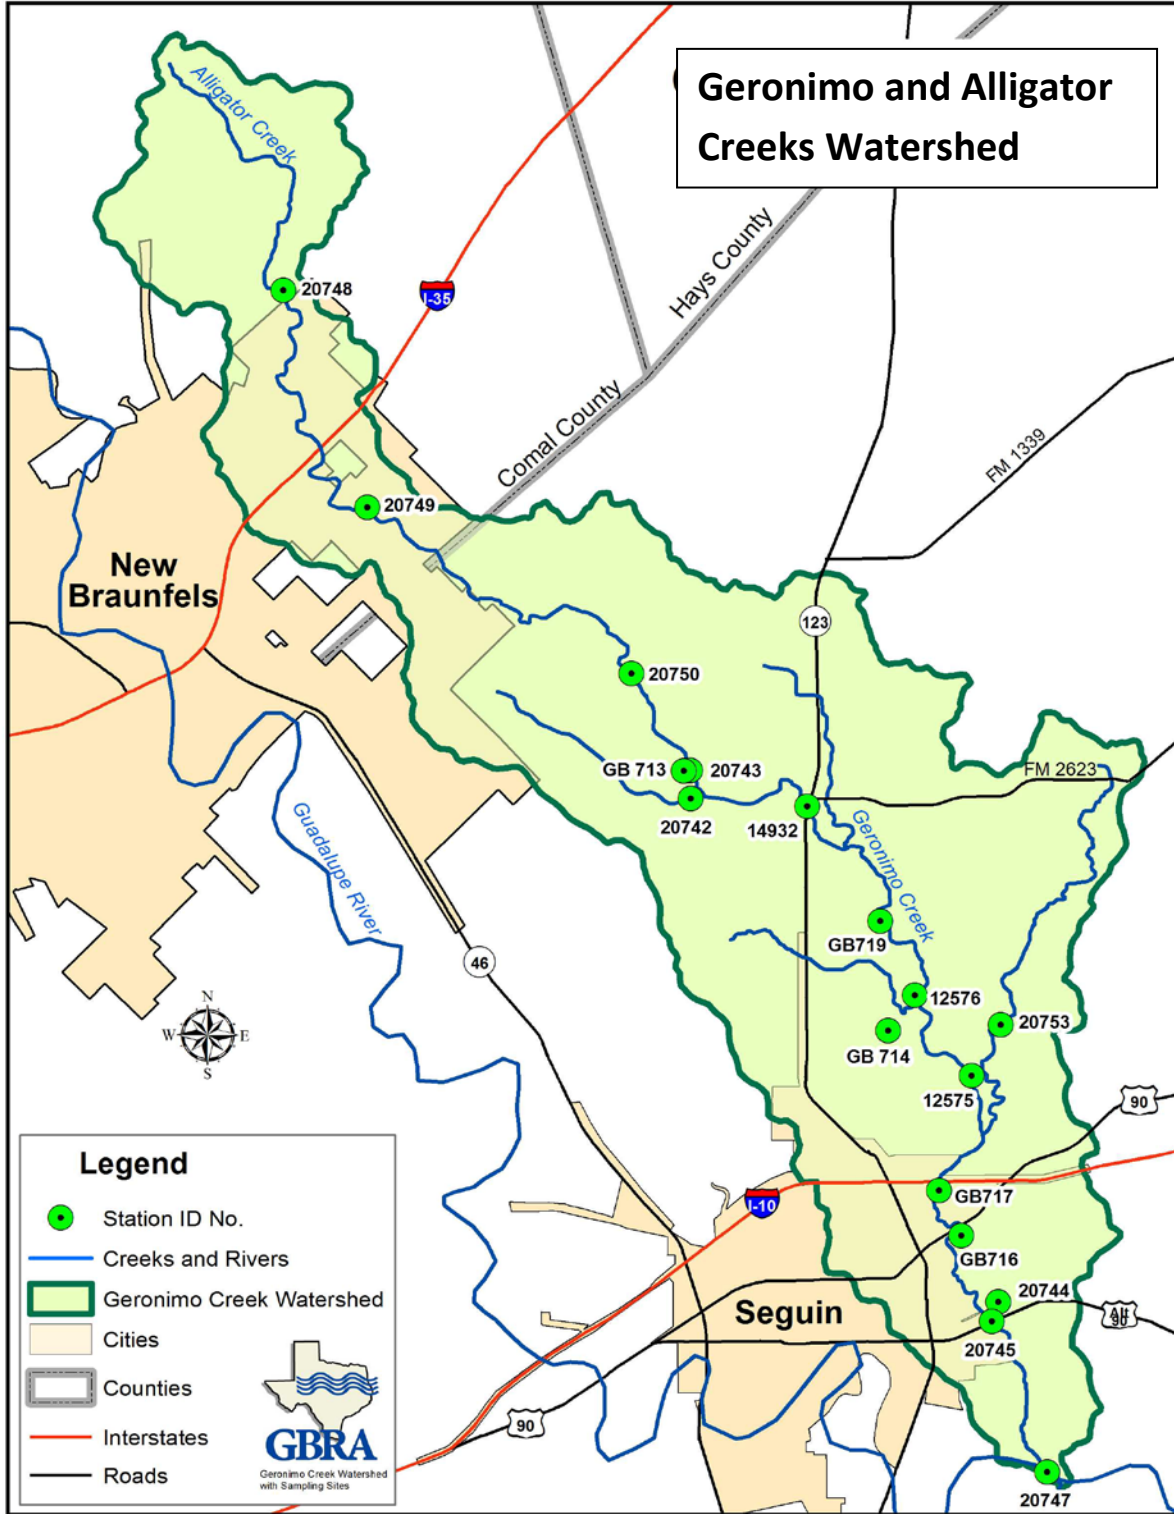 Geronimo and Alligator
Creeks Watershed
Alligator Creek
20748
I-35
Hays County
Comal County
FM 1339
20749
New
Braunfels
123
20750
GB 713
20743
FM 2623
20742
14932
Guadalupe River
Geronimo Creek
GB719
46
12576
20753
GB 714
N
W
E
S
12575
90
Legend
Station ID No.
Creeks and Rivers
Geronimo Creek Watershed
Cities
Counties
Interstates
Roads
GBRA
Geronimo Creek Watershed
with Sampling Sites
I-10
GB717
GB716
20744
Seguin
Alt
90
20745
90
20747